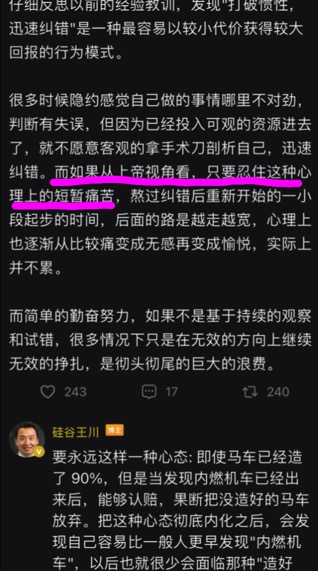 仔细反思以前的经验教训，发现"打破惯性，
迅速纠错"是一种最容易以较小代价获得较大
回报的行为模式。
很多时候隐约感觉自己做的事情哪里不对劲，
判断有失误，但因为已经投入可观的资源进去
了，就不愿意客观的拿手术刀剖析自己，迅速
纠错。而如果从上帝视角看，只要忍住这种心
理上的短暂痛苦，熬过纠错后重新开始的一小
段起步的时间，后面的路是越走越宽，心理上
也逐渐从比较痛变成无感再变成愉悦，实际上
并不累。
而简单的勤奋努力，如果不是基于持续的观察
和试错，很多情况下只是在无效的方向上继续
无效的挣扎，是彻头彻尾的巨大的浪费。
243 17 240
硅谷王川 博主
要永远这样一种心态: 即使马车已经造
了 90%，但是当发现内燃机车已经出
来后，能够认赔，果断把没造好的马车
放弃。把这种心态彻底内化之后，会发
现自己容易比一般人更早发现"内燃机
车"，以后也就很少会面临那种"造了